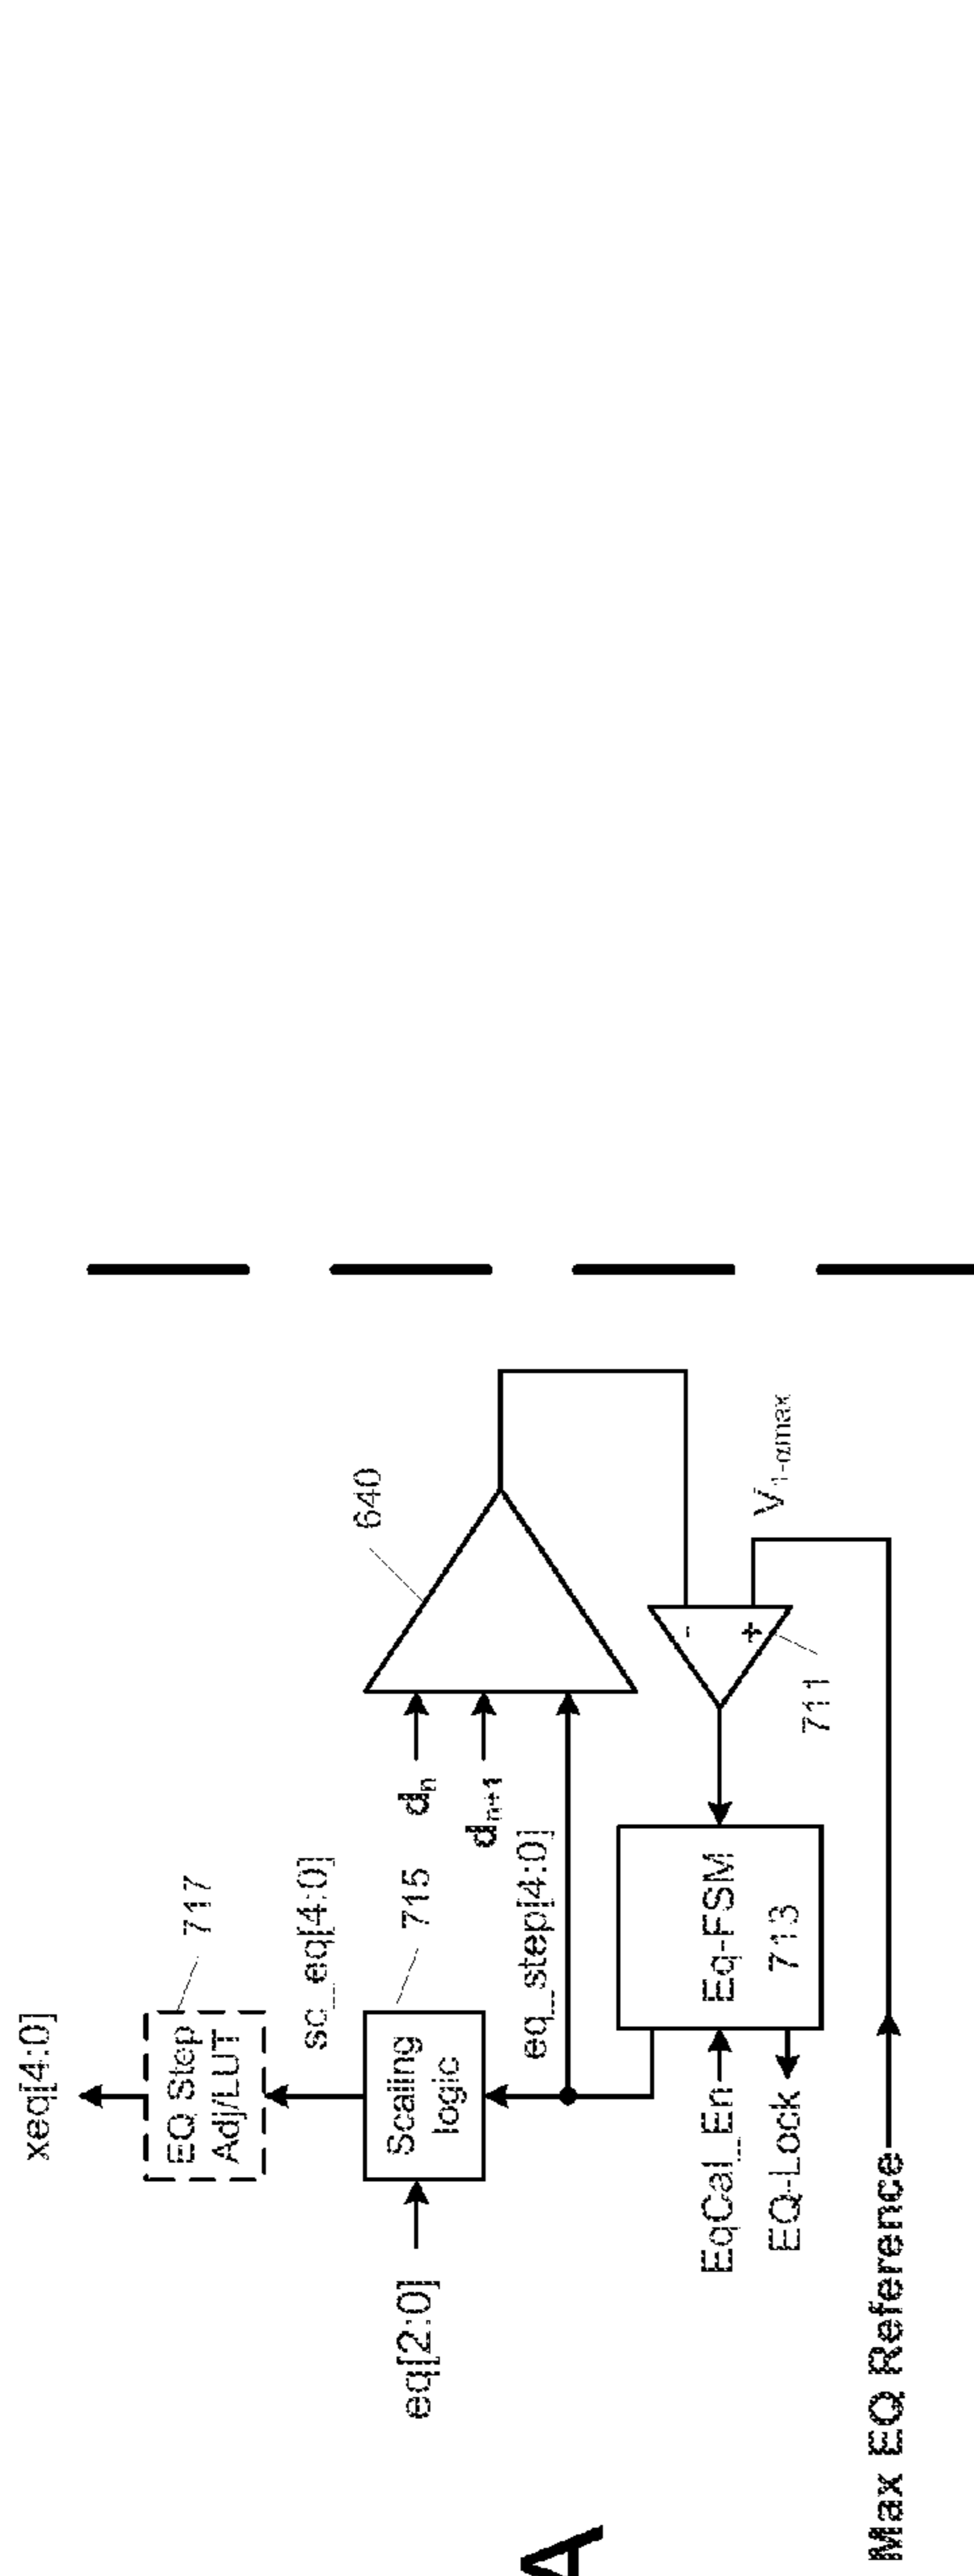 xeq[4:0]
EQ Step
Adj/LUT
717
sc_eq[4:0]
Scaling
logic
715
eq[2:0]
dn
dn+1
640
eq_step[4:0]
Eq-FSM
713
EqCal_En
EQ-Lock
-
+
711
V1-αmax
Max EQ Reference
A